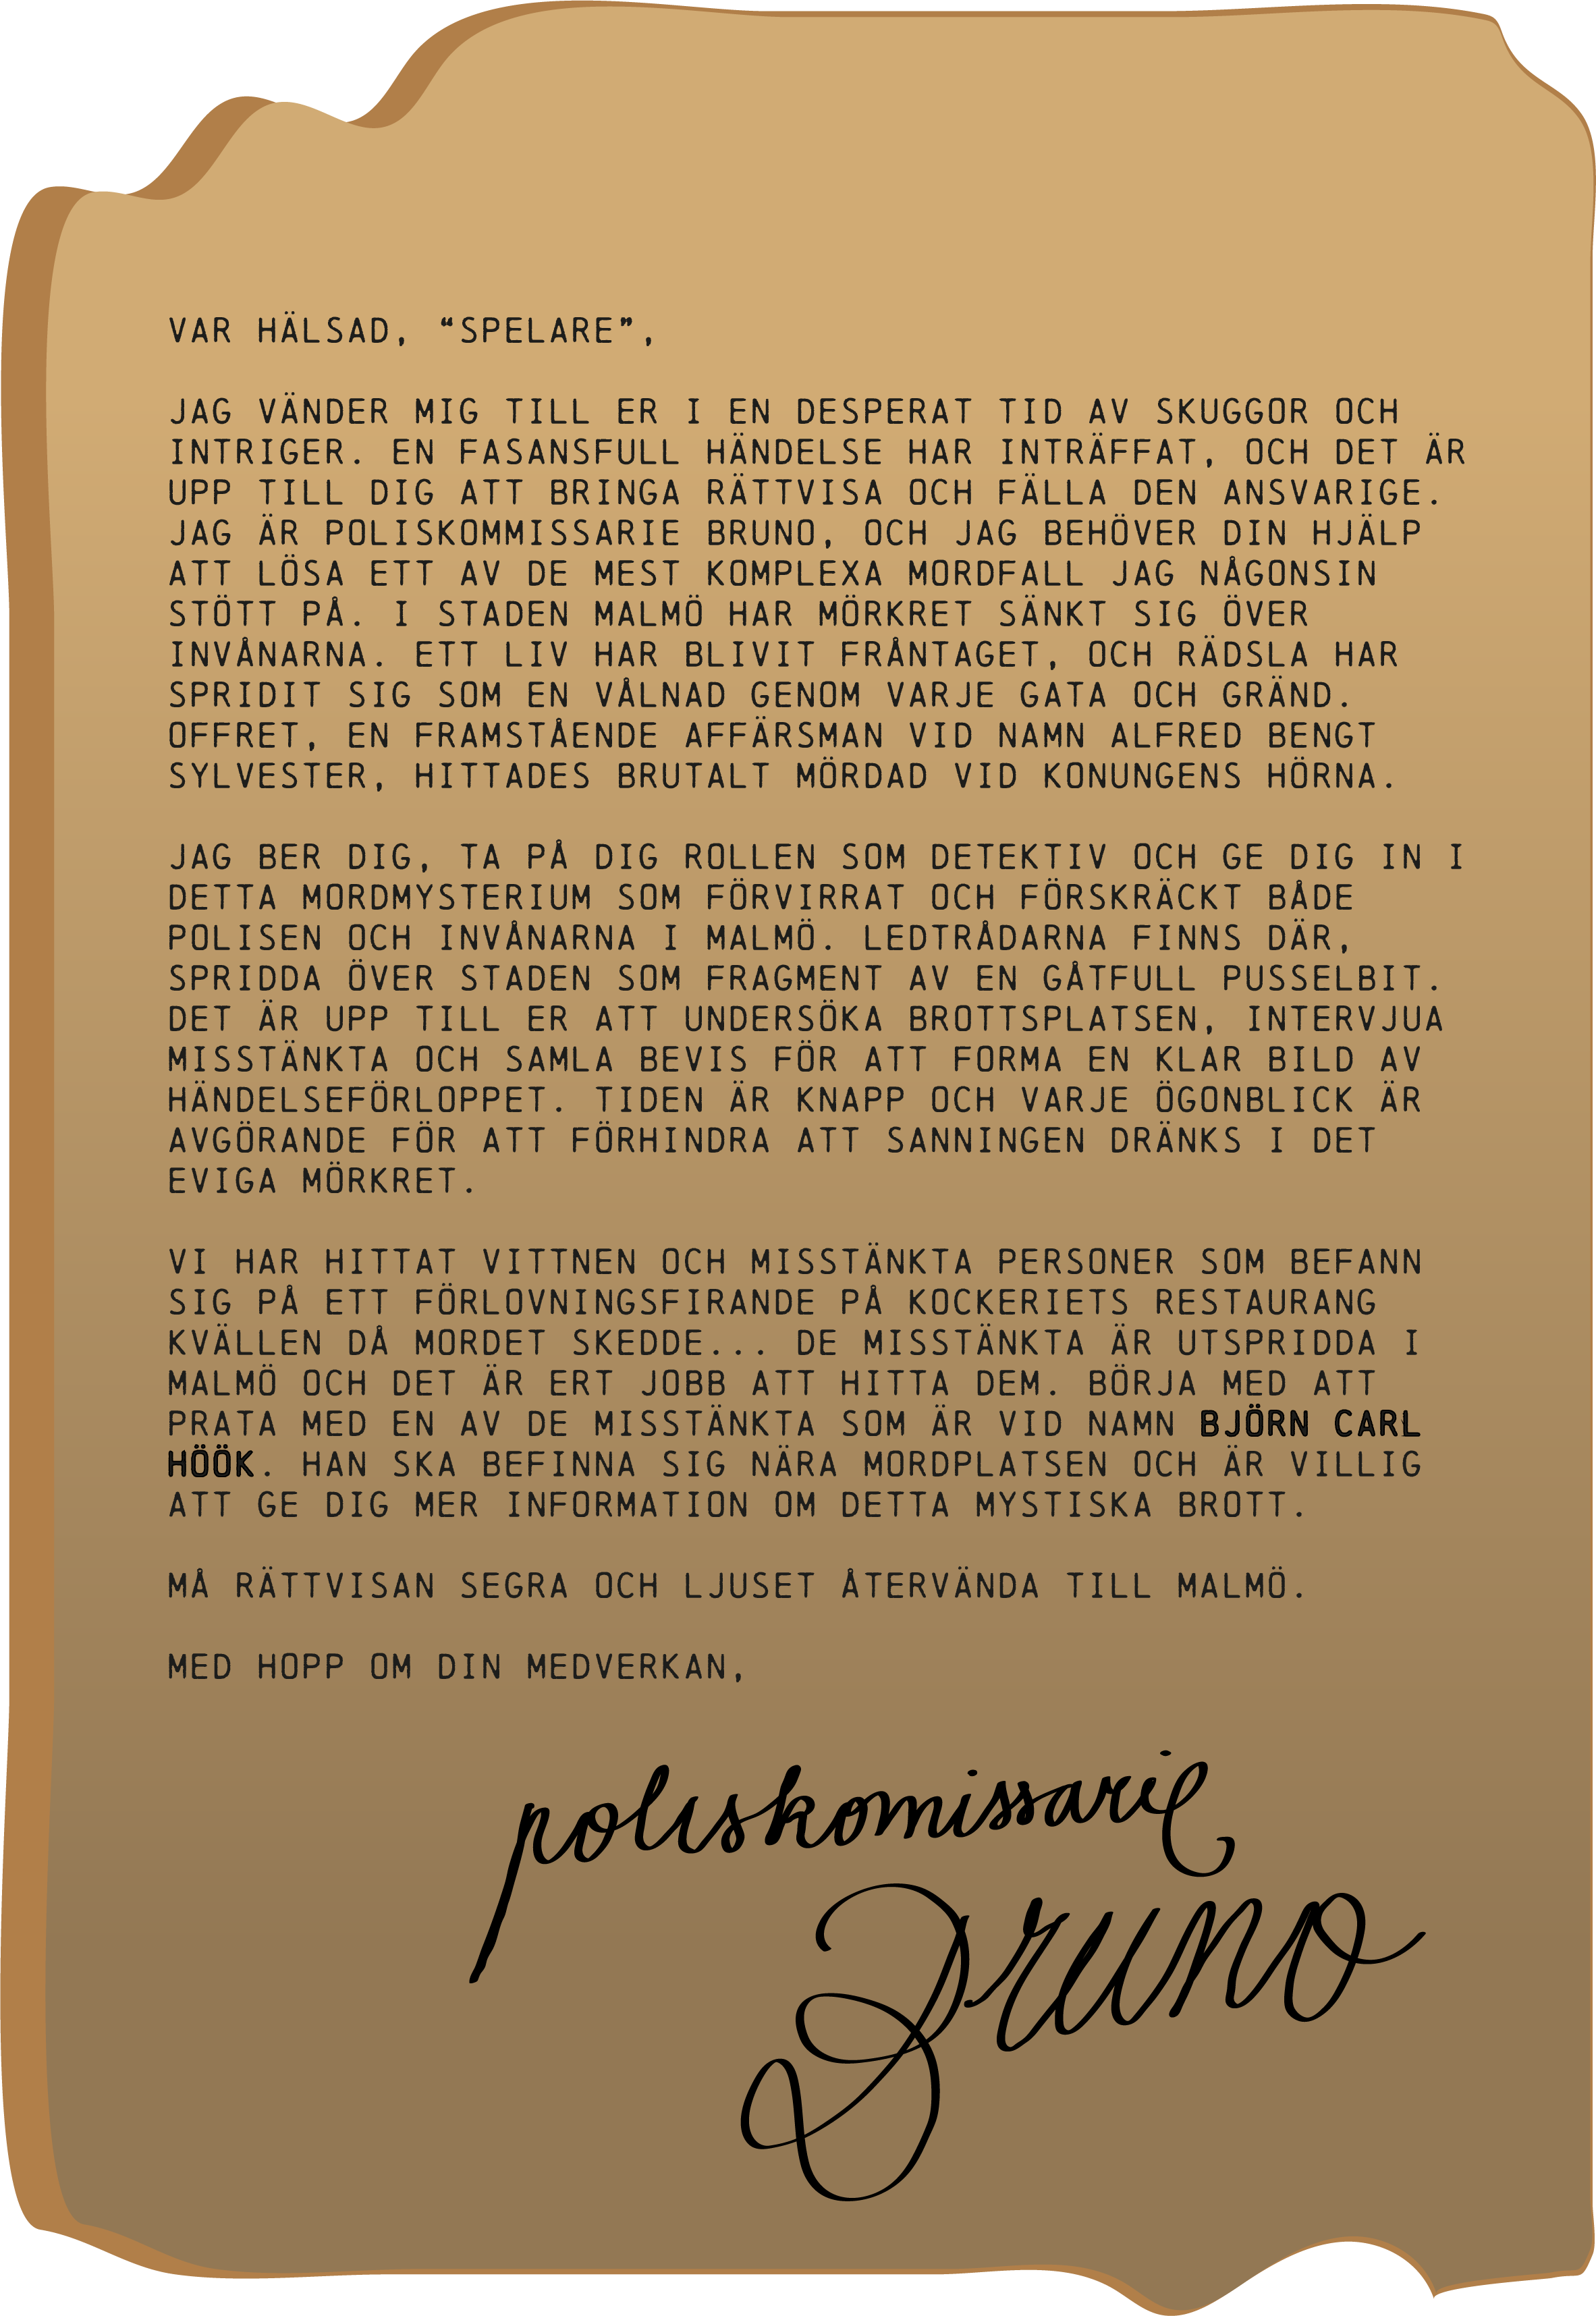 VAR HÄLSAD, “SPELARE”,
JAG VÄNDER MIG TILL ER I EN DESPERAT TID AV SKUGGOR OCH
INTRIGER. EN FASANSFULL HÄNDELSE HAR INTRÄFFAT, OCH DET ÄR
UPP TILL DIG ATT BRINGA RÄTTVISA OCH FÄLLA DEN ANSVARIGE.
JAG ÄR POLISKOMMISSARIE BRUNO, OCH JAG BEHÖVER DIN HJÄLP
ATT LÖSA ETT AV DE MEST KOMPLEXA MORDFALL JAG NÅGONSIN
STÖTT PÅ. I STADEN MALMÖ HAR MÖRKRET SÄNKT SIG ÖVER
INVÅNARNA. ETT LIV HAR BLIVIT FRÅNTAGET, OCH RÄDSLA HAR
SPRIDIT SIG SOM EN VÅLNAD GENOM VARJE GATA OCH GRÄND.
OFFRET, EN FRAMSTÅENDE AFFÄRSMAN VID NAMN ALFRED BENGT
SYLVESTER, HITTADES BRUTALT MÖRDAD VID KONUNGENS HÖRNA.
JAG BER DIG, TA PÅ DIG ROLLEN SOM DETEKTIV OCH GE DIG IN I
DETTA MORDMYSTERIUM SOM FÖRVIRRAT OCH FÖRSKRÄCKT BÅDE
POLISEN OCH INVÅNARNA I MALMÖ. LEDTRÅDARNA FINNS DÄR,
SPRIDDA ÖVER STADEN SOM FRAGMENT AV EN GÅTFULL PUSSELBIT.
DET ÄR UPP TILL ER ATT UNDERSÖKA BROTTSPLATSEN, INTERVJUA
MISSTÄNKTA OCH SAMLA BEVIS FÖR ATT FORMA EN KLAR BILD AV
HÄNDELSEFÖRLOPPET. TIDEN ÄR KNAPP OCH VARJE ÖGONBLICK ÄR
AVGÖRANDE FÖR ATT FÖRHINDRA ATT SANNINGEN DRÄNKS I DET
EVIGA MÖRKRET.
VI HAR HITTAT VITTNEN OCH MISSTÄNKTA PERSONER SOM BEFANN
SIG PÅ ETT FÖRLOVNINGSFIRANDE PÅ KOCKERIETS RESTAURANG
KVÄLLEN DÅ MORDET SKEDDE... DE MISSTÄNKTA ÄR UTSPRIDDA I
MALMÖ OCH DET ÄR ERT JOBB ATT HITTA DEM. BÖRJA MED ATT
PRATA MED EN AV DE MISSTÄNKTA SOM ÄR VID NAMN BJÖRN CARL
HÖÖK. HAN SKA BEFINNA SIG NÄRA MORDPLATSEN OCH ÄR VILLIG
ATT GE DIG MER INFORMATION OM DETTA MYSTISKA BROTT.
MÅ RÄTTVISAN SEGRA OCH LJUSET ÅTERVÄNDA TILL MALMÖ.
MED HOPP OM DIN MEDVERKAN,
poliskomissarie
Bruno